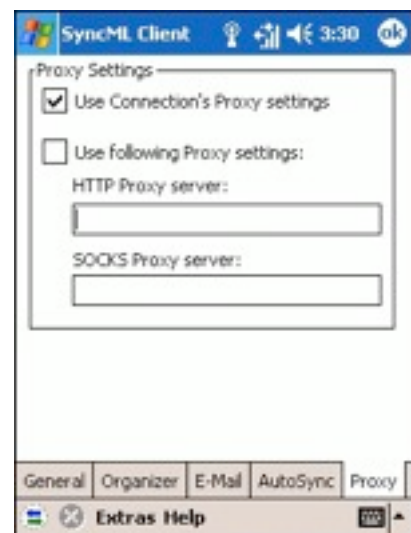 SyncML Client 3:30 ok
Proxy Settings
Use Connection's Proxy settings
Use following Proxy settings:
HTTP Proxy server:
SOCKS Proxy server:
General Organizer E-Mail AutoSync Proxy
Extras Help